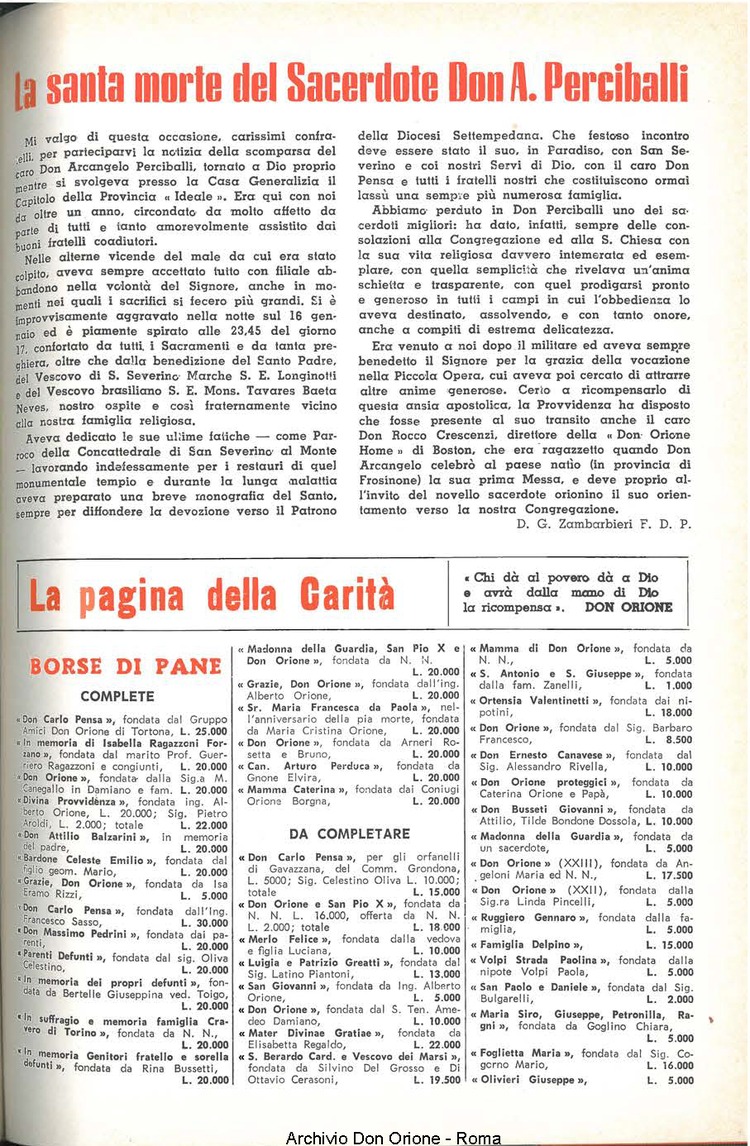 La santa morte del Sacerdote Don A. Perciballi
Mi valgo di questa occasione, carissimi confra-
elli, per parteciparvi la notizia della scomparsa del
caro Don Arcangelo Perciballi, tornato a Dio proprio
mentre si svolgeva presso la Casa Generalizia il
Capitolo della Provincia « Ideale ». Era qui con noi
da oltre un anno, circondato da molto affetto da
parte di tutti e tanto amorevolmente assistito dai
buoni fratelli coadiutori.
Nelle alterne vicende del male da cui era stato
colpito, aveva sempre accettato tutto con filiale ab-
bandono nella volontà del Signore, anche in mo-
menti nei quali i sacrifici si fecero più grandi. Si è
improvvisamente aggravato nella notte sul 16 gen-
naio ed è piamente spirato alle 23,45 del giorno
17, confortato da tutti i Sacramenti e da tanta pre-
ghiera, oltre che dalla benedizione del Santo Padre,
del Vescovo di S. Severino Marche S. E. Longinotti
e del Vescovo brasiliano S. E. Mons. Tavares Baeta
Neves, nostro ospite e così fraternamente vicino
alla nostra famiglia religiosa.
Aveva dedicato le sue ultime fatiche — come Par-
roco della Concattedrale di San Severino al Monte
— lavorando indefessamente per i restauri di quel
monumentale tempio e durante la lunga malattia
aveva preparato una breve monografia del Santo,
sempre per diffondere la devozione verso il Patrono
della Diocesi Settempedana. Che festoso incontro
deve essere stato il suo, in Paradiso, con San Se-
verino e coi nostri Servi di Dio, con il caro Don
Pensa e tutti i fratelli nostri che costituiscono ormai
lassù una sempre più numerosa famiglia.
Abbiamo perduto in Don Perciballi uno dei sa-
cerdoti migliori: ha dato, infatti, sempre delle con-
solazioni alla Congregazione ed alla S. Chiesa con
la sua vita religiosa davvero intemerata ed esem-
plare, con quella semplicità che rivelava un'anima
schietta e trasparente, con quel prodigarsi pronto
e generoso in tutti i campi in cui l'obbedienza lo
aveva destinato, assolvendo, e con tanto onore,
anche a compiti di estrema delicatezza.
Era venuto a noi dopo il militare ed aveva sempre
benedetto il Signore per la grazia della vocazione
nella Piccola Opera, cui aveva poi cercato di attrarre
altre anime generose. Certo a ricompensarlo di
questa ansia apostolica, la Provvidenza ha disposto
che fosse presente al suo transito anche il caro
Don Rocco Crescenzi, direttore della « Don Orione
Home » di Boston, che era ragazzetto quando Don
Arcangelo celebrò al paese natio (in provincia di
Frosinone) la sua prima Messa, e deve proprio al-
l'invito del novello sacerdote orionino il suo orien-
tamento verso la nostra Congregazione.
D. G. Zambarbieri F. D. P.
La pagina della Carità
« Chi dà al povero dà a Dio
e avrà dalla mano di Dio
la ricompensa ». DON ORIONE
BORSE DI PANE
COMPLETE
« Don Carlo Pensa », fondata dal Gruppo
Amici Don Orione di Tortona, L. 25.000
« In memoria di Isabella Ragazzoni For-
zano », fondata dal marito Prof. Guer-
riero Ragazzoni e congiunti, L. 20.000
« Don Orione », fondata dalla Sig.a M.
Canegallo in Damiano e fam. L. 20.000
« Divina Provvidenza », fondata ing. Al-
berto Orione, L. 20.000; Sig. Pietro
Aroldi, L. 2.000; totale L. 22.000
« Don Attilio Balzarini », in memoria
del padre, L. 20.000
« Bardone Celeste Emilio », fondata dal
figlio geom. Mario, L. 20.000
« Grazie, Don Orione », fondata da Isa
Eramo Rizzi, L. 5.000
« Don Carlo Pensa », fondata dall'Ing.
Francesco Sasso, L. 30.000
« Don Massimo Pedrini », fondata dai pa-
renti, L. 20.000
« Parenti Defunti », fondata dal sig. Oliva
Celestino, L. 20.000
« In memoria dei propri defunti », fon-
data da Bertelle Giuseppina ved. Toigo,
L. 20.000
« In suffragio e memoria famiglia Cra-
vero di Torino », fondata da N. N.,
L. 20.000
« In memoria Genitori fratello e sorella
defunti », fondata da Rina Bussetti,
L. 20.000
« Madonna della Guardia, San Pio X e
Don Orione », fondata da N. N.
L. 20.000
« Grazie, Don Orione », fondata dall'ing.
Alberto Orione, L. 20.000
« Sr. Maria Francesca da Paola », nel-
l'anniversario della pia morte, fondata
da Maria Cristina Orione, L. 20.000
« Don Orione », fondata da Arneri Ro-
setta e Bruno, L. 20.000
« Can. Arturo Perduca », fondata da
Gnone Elvira, L. 20.000
« Mamma Caterina », fondata dai Coniugi
Orione Borgna, L. 20.000
DA COMPLETARE
« Don Carlo Pensa », per gli orfanelli
di Gavazzana, del Comm. Grondona,
L. 5000; Sig. Celestino Oliva L. 10.000;
totale L. 15.000
« Don Orione e San Pio X », fondata da
N. N. L. 16.000, offerta da N. N.
L. 2.000; totale L. 18.000
« Merlo Felice », fondata dalla vedova
e figlia Luciana, L. 10.000
« Luigia e Patrizio Greatti », fondata dal
Sig. Latino Piantoni, L. 13.000
« San Giovanni », fondata da Ing. Alberto
Orione, L. 5.000
« Don Orione », fondata dal S. Ten. Ame-
deo Damiano, L. 10.000
« Mater Divinae Gratiae », fondata da
Elisabetta Regaldo, L. 22.000
« S. Berardo Card. e Vescovo dei Marsi »,
fondata da Silvino Del Grosso e Di
Ottavio Cerasoni, L. 19.500
« Mamma di Don Orione », fondata da
N. N., L. 5.000
« S. Antonio e S. Giuseppe », fondata
dalla fam. Zanelli, L. 1.000
« Ortensia Valentinetti », fondata dai ni-
potini, L. 18.000
« Don Orione », fondata dal Sig. Barbaro
Francesco, L. 8.500
« Don Ernesto Canavese », fondata dal
Sig. Alessandro Rivella, L. 10.000
« Don Orione proteggici », fondata da
Caterina Orione e Papà, L. 10.000
« Don Busseti Giovanni », fondata da
Attilio, Tilde Bondone Dossola, L. 10.000
« Madonna della Guardia », fondata da
un sacerdote, L. 5.000
« Don Orione » (XXIII), fondata da An-
geloni Maria ed N. N., L. 17.500
« Don Orione » (XXII), fondata dalla
Sig.ra Linda Pincelli, L. 5.000
« Ruggiero Gennaro », fondata dalla fa-
miglia, L. 5.000
« Famiglia Delpino », L. 15.000
« Volpi Strada Paolina », fondata dalla
nipote Volpi Paola, L. 5.000
« San Paolo e Daniele », fondata dal Sig.
Bulgarelli, L. 2.000
« Maria Siro, Giuseppe, Petronilla, Ra-
gni », fondata da Goglino Chiara,
L. 5.000
« Foglietta Maria », fondata dal Sig. Co-
gorno Mario, L. 16.000
« Olivieri Giuseppe », L. 5.000
Archivio Don Orione - Roma